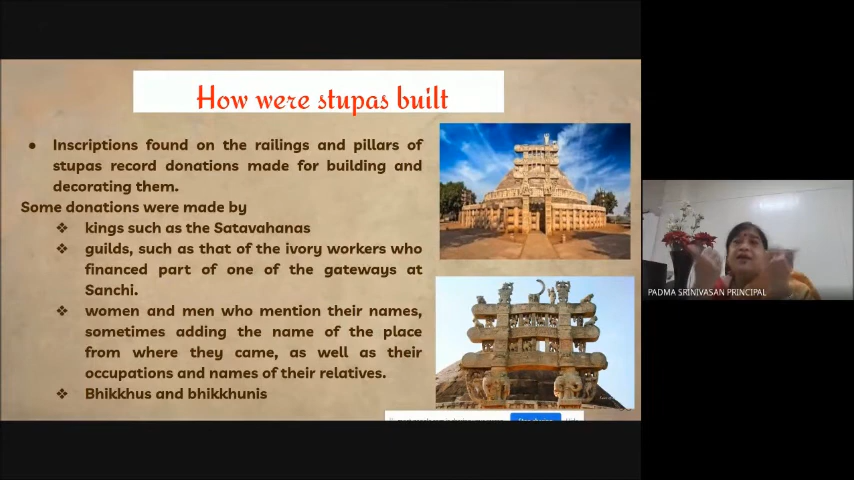 How were stupas built
● Inscriptions found on the railings and pillars of
stupas record donations made for building and
decorating them.
Some donations were made by
❖ kings such as the Satavahanas
❖ guilds, such as that of the ivory workers who
financed part of one of the gateways at
Sanchi.
❖ women and men who mention their names,
sometimes adding the name of the place
from where they came, as well as their
occupations and names of their relatives.
❖ Bhikkhus and bhikkhunis
PADMA SRINIVASAN PRINCIPAL